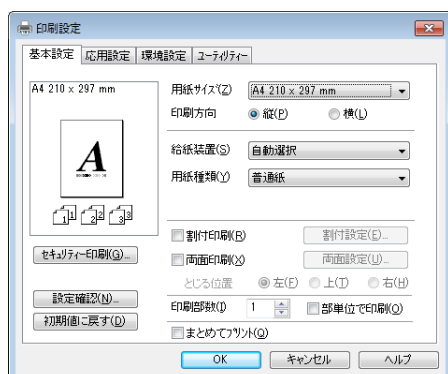 印刷設定
基本設定 応用設定 環境設定 ユーティリティー
A4 210 x 297 mm
A
1 1 2 2 3 3
セキュリティー印刷(G)...
設定確認(N)...
初期値に戻す(D)
用紙サイズ(Z) A4 210 x 297 mm
印刷方向 縦(P) 横(L)
給紙装置(S) 自動選択
用紙種類(Y) 普通紙
割付印刷(R) 割付設定(E)...
両面印刷(X) 両面設定(U)...
とじる位置 左(F) 上(T) 右(H)
印刷部数(I) 1 部単位で印刷(O)
まとめてプリント(Q)
OK キャンセル ヘルプ